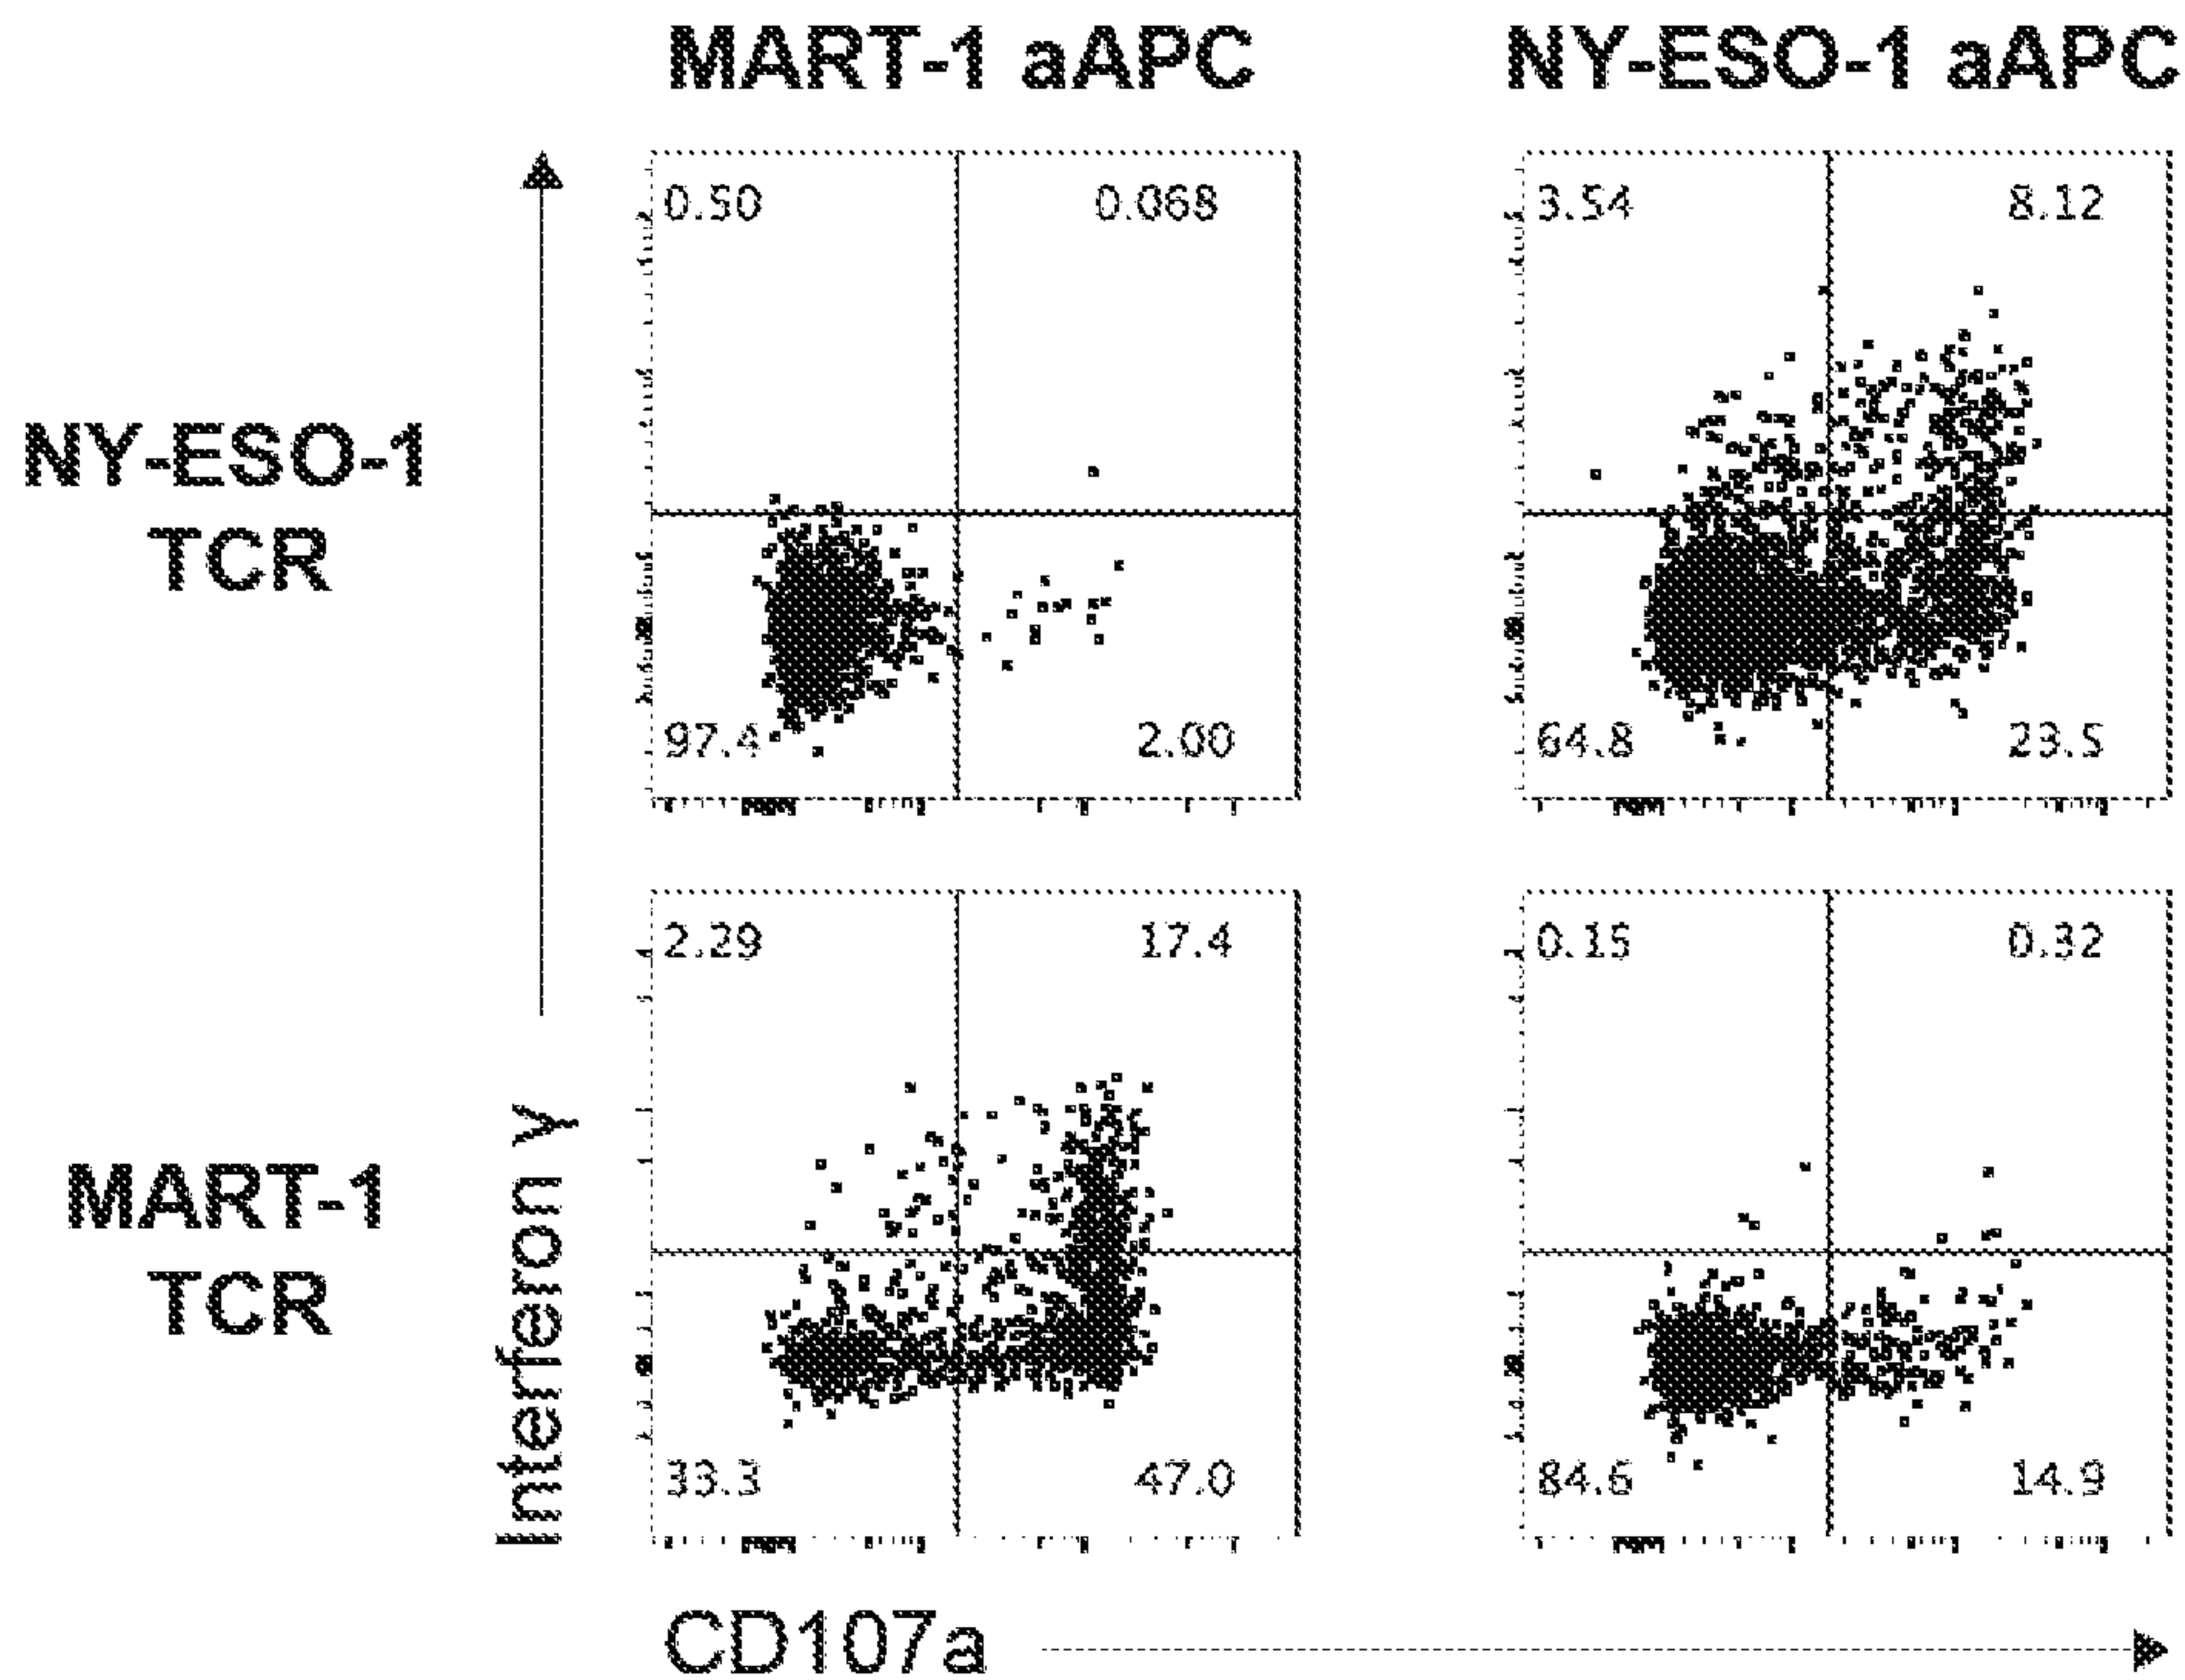 MART-1 aAPC
NY-ESO-1 aAPC
NY-ESO-1
TCR
0.50
0.068
97.4
2.00
3.54
8.12
64.8
23.5
MART-1
TCR
2.29
17.4
33.3
47.0
0.15
0.32
84.6
14.9
Interferon γ
CD107a